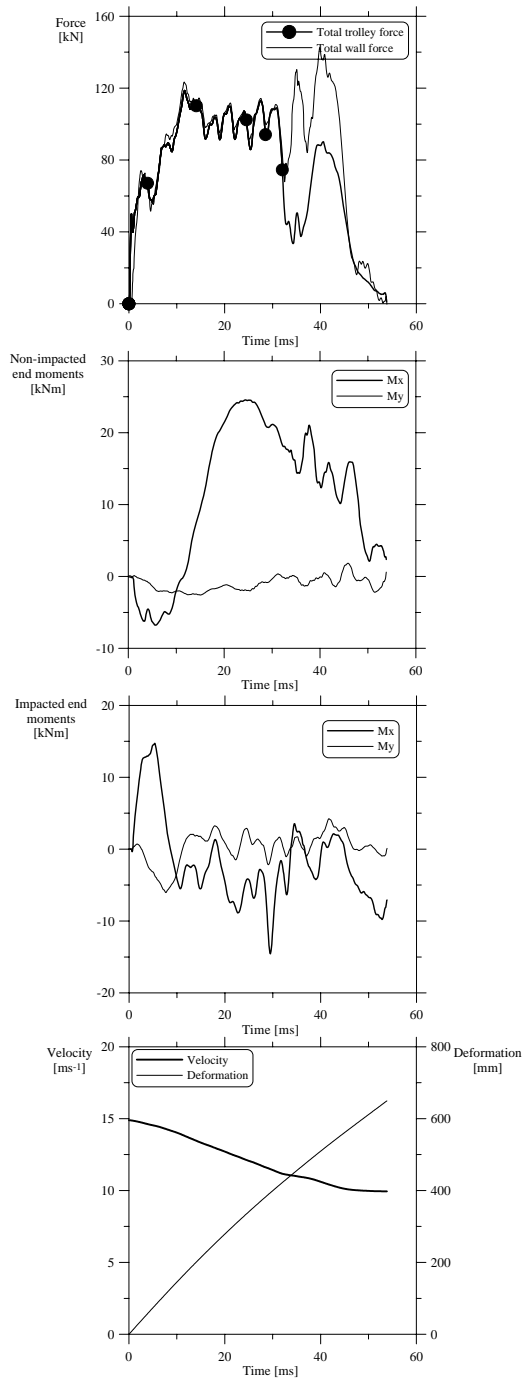 Force
[kN]
160
120
80
40
0
Total trolley force
Total wall force
0 20 40 60
Time [ms]
Non-impacted
end moments
[kNm]
30
20
10
0
-10
Mx
My
0 20 40 60
Time [ms]
Impacted end
moments
[kNm]
20
10
0
-10
-20
Mx
My
0 20 40 60
Time [ms]
Velocity
[ms-1]
20
15
10
5
0
Velocity
Deformation
Deformation
[mm]
800
600
400
200
0
0 20 40 60
Time [ms]